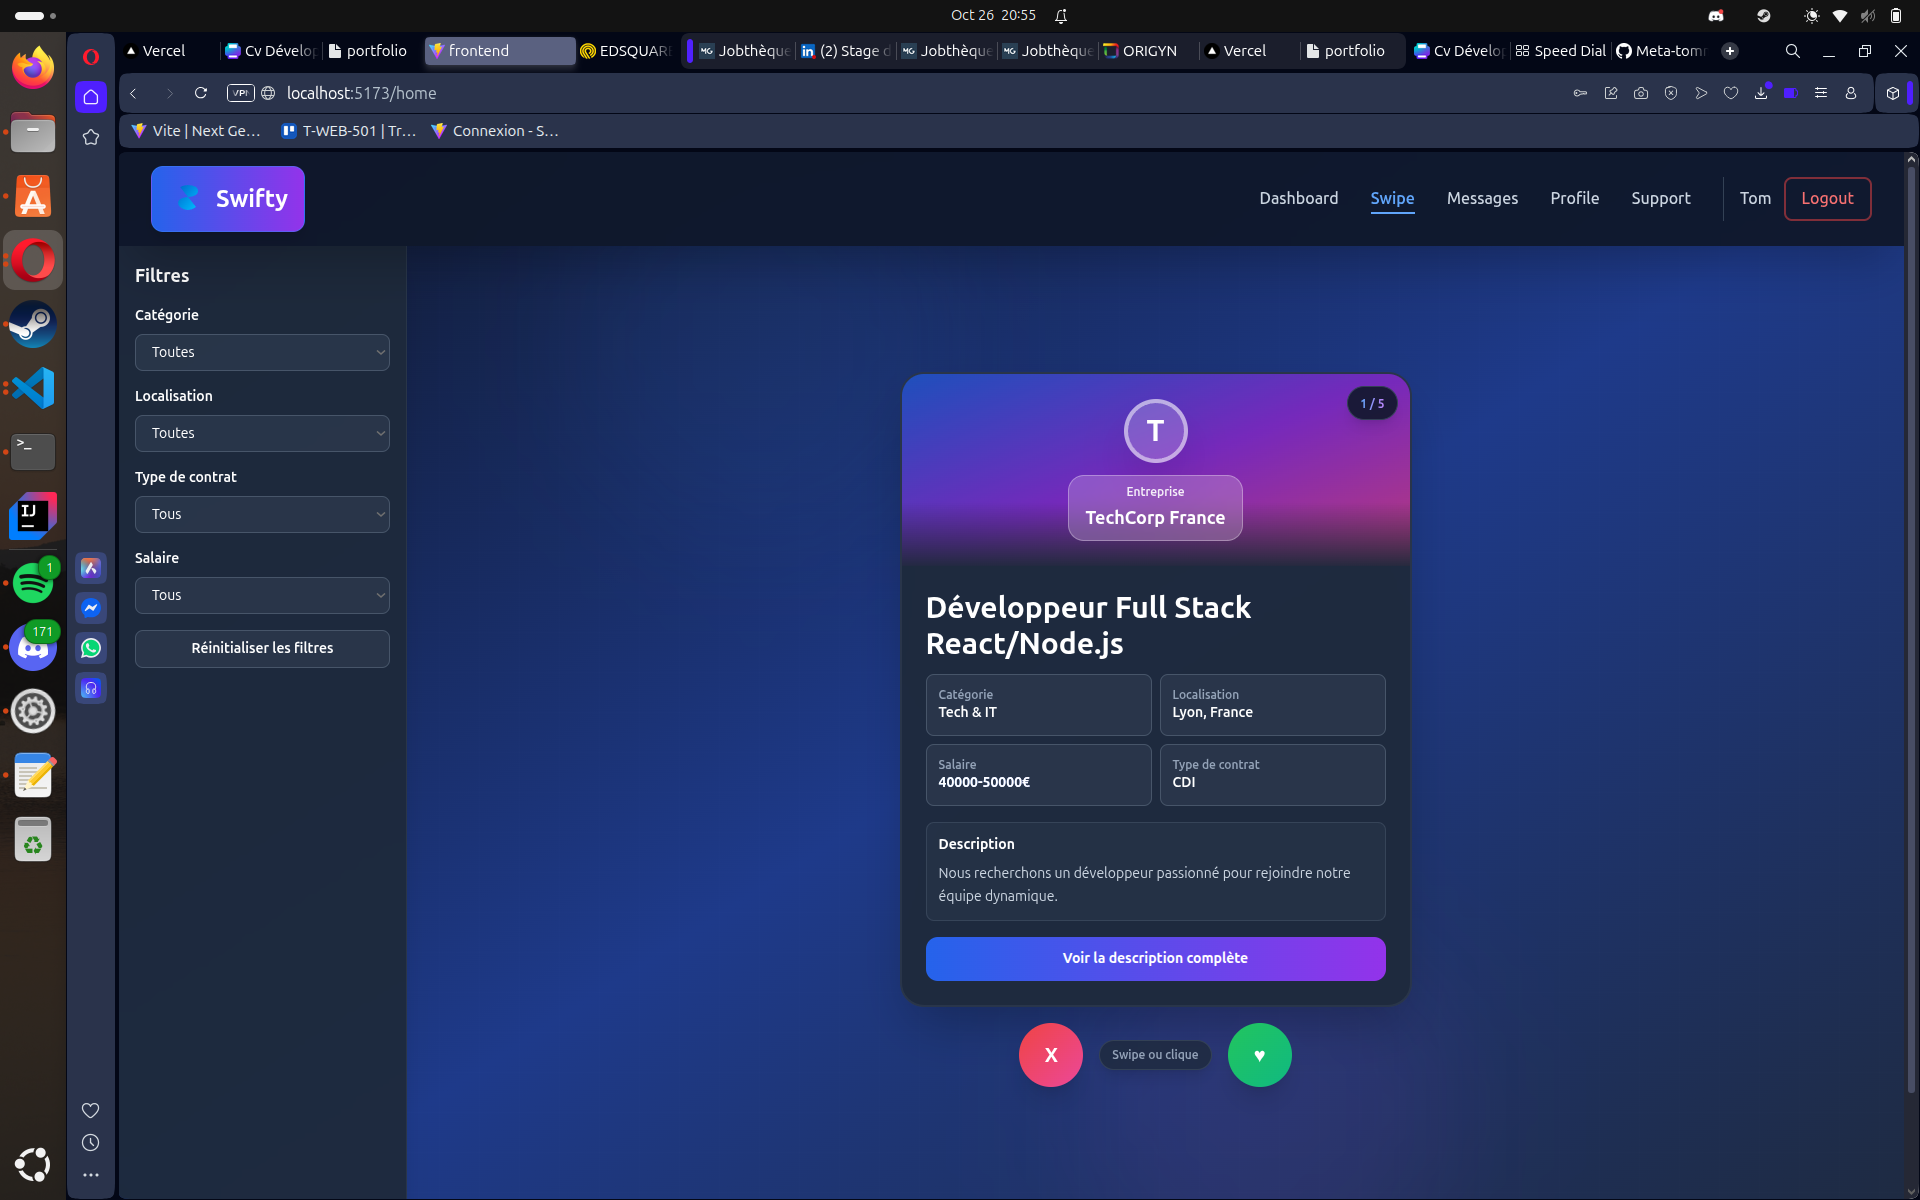 Oct 26 20:55
Vercel
Cv Dévelo
portfolio
frontend
EDSQUAR
Jobthèque
(2) Stage d
Jobthèque
Jobthèque
ORIGYN
Vercel
portfolio
Cv Dévelo
Speed Dial
Meta-tom
VPN
localhost:5173/home
Vite | Next Ge...
T-WEB-501 | Tr...
Connexion - S...
Swifty
Dashboard
Swipe
Messages
Profile
Support
Tom
Logout
Filtres
Catégorie
Toutes
Localisation
Toutes
Type de contrat
Tous
Salaire
Tous
Réinitialiser les filtres
1 / 5
T
Entreprise
TechCorp France
Développeur Full Stack
React/Node.js
Catégorie
Tech & IT
Localisation
Lyon, France
Salaire
40000-50000€
Type de contrat
CDI
Description
Nous recherchons un développeur passionné pour rejoindre notre
équipe dynamique.
Voir la description complète
X
Swipe ou clique
♥
1
171